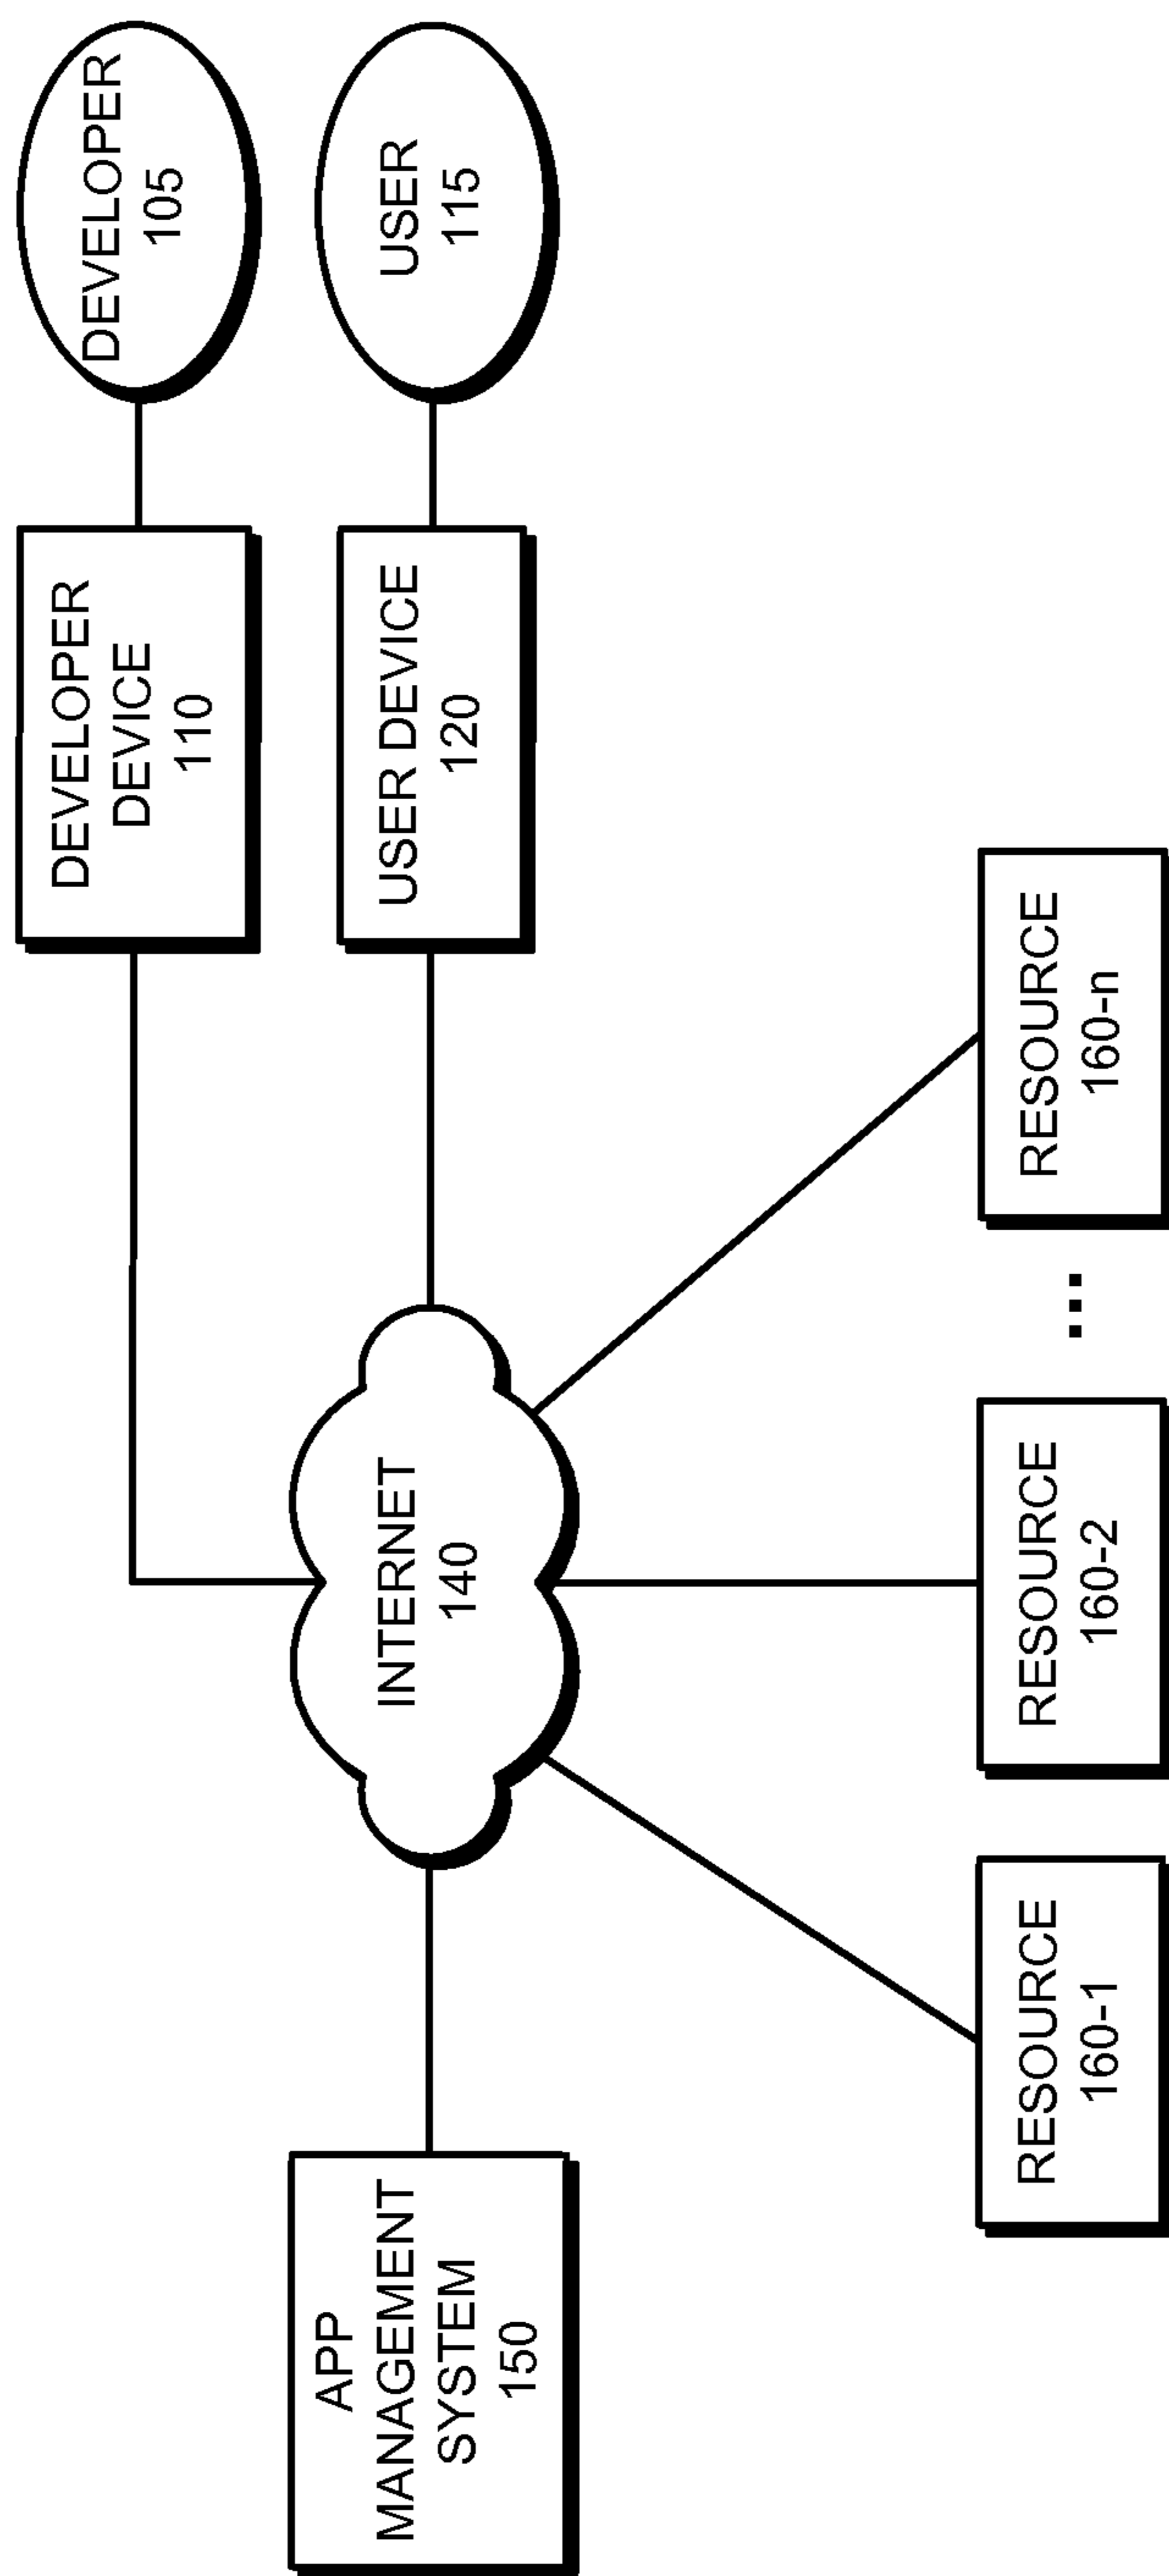 DEVELOPER
105
DEVELOPER
DEVICE
110
USER
115
USER DEVICE
120
INTERNET
140
APP
MANAGEMENT
SYSTEM
150
RESOURCE
160-1
RESOURCE
160-2
...
RESOURCE
160-n